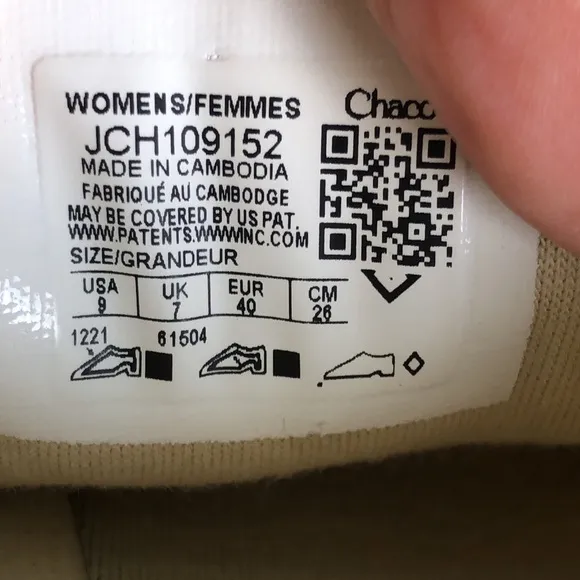 WOMENS/FEMMES
Chaco
JCH109152
MADE IN CAMBODIA
FABRIQUÉ AU CAMBODGE
MAY BE COVERED BY US PAT.
WWW.PATENTS.WWWINC.COM
SIZE/GRANDEUR
USA UK EUR CM
9 7 40 26
1221 61504